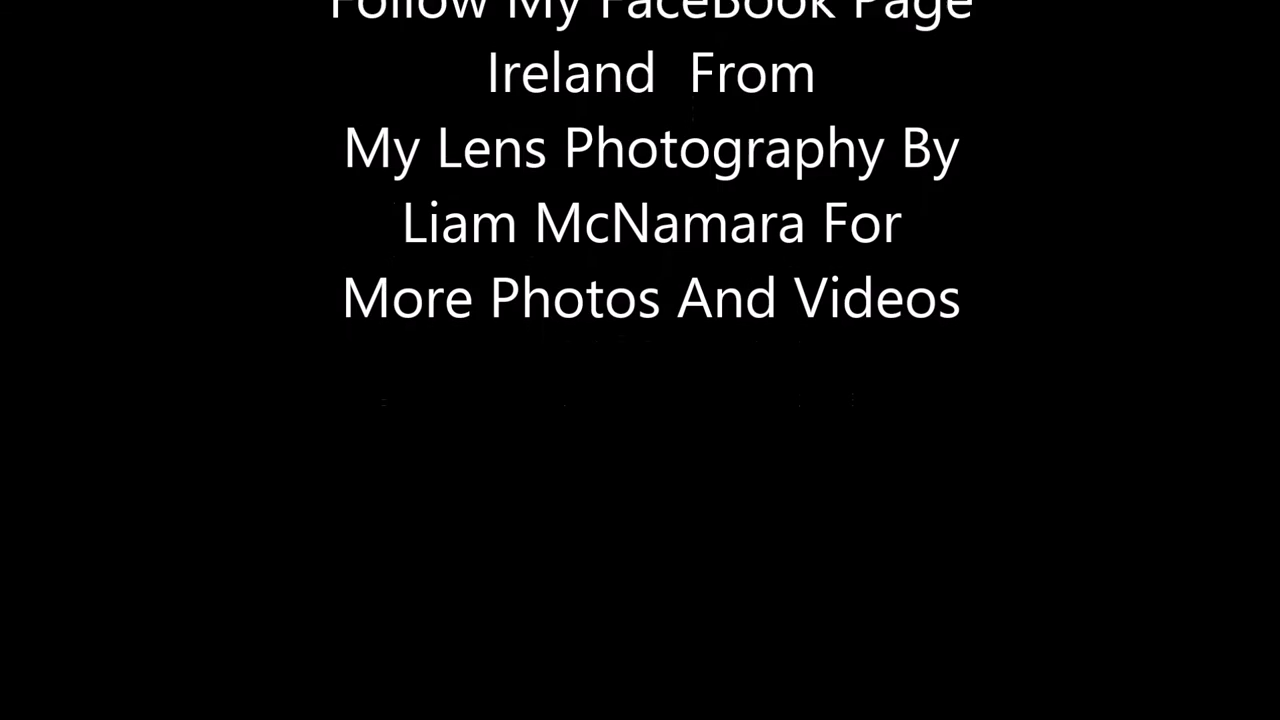 Follow My FaceBook Page
Ireland  From
My Lens Photography By
Liam McNamara For
More Photos And Videos